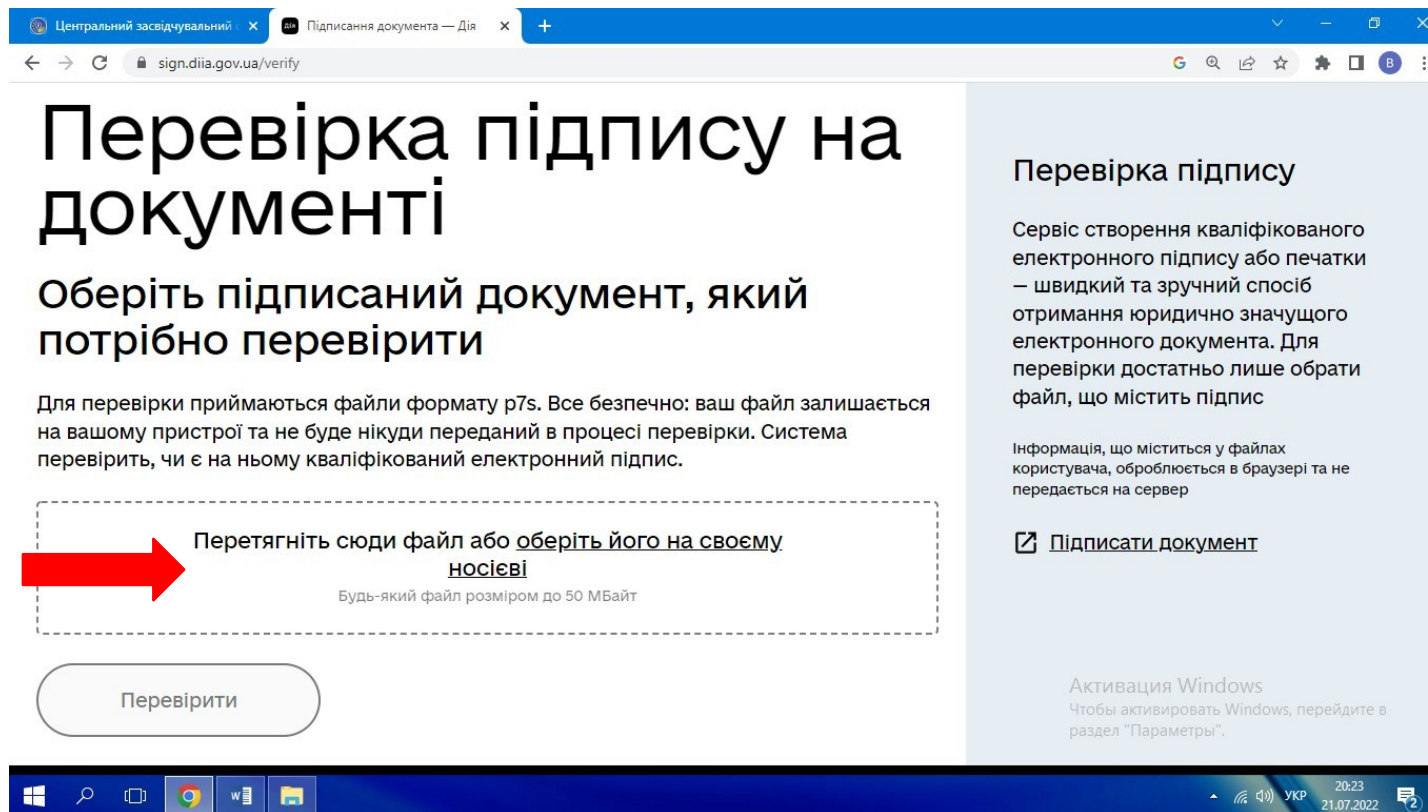 Центральний засвідчувальний
Дія
Підписання документа — Дія
sign.diia.gov.ua/verify
G
B
Перевірка підпису на
документі
Оберіть підписаний документ, який
потрібно перевірити
Для перевірки приймаються файли формату p7s. Все безпечно: ваш файл залишається
на вашому пристрої та не буде нікуди переданий в процесі перевірки. Система
перевірить, чи є на ньому кваліфікований електронний підпис.
Перетягніть сюди файл або оберіть його на своєму
носієві
Будь-який файл розміром до 50 МБайт
Перевірити
Перевірка підпису
Сервіс створення кваліфікованого
електронного підпису або печатки
— швидкий та зручний спосіб
отримання юридично значущого
електронного документа. Для
перевірки достатньо лише обрати
файл, що містить підпис
Інформація, що міститься у файлах
користувача, оброблюється в браузері та не
передається на сервер
Підписати документ
Активация Windows
Чтобы активировать Windows, перейдите в
раздел "Параметры".
W
УКР
20:23
21.07.2022
2